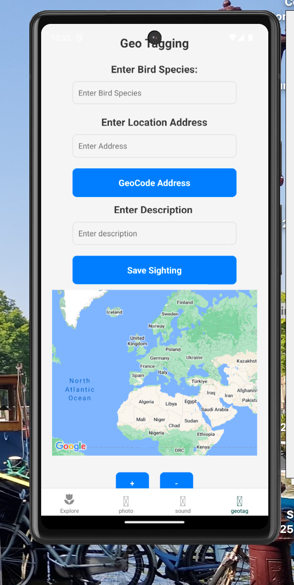 Geo Tagging
Enter Bird Species:
Enter Bird Species
Enter Location Address
Enter Address
GeoCode Address
Enter Description
Enter description
Save Sighting
Iceland
Finland
Sweden
Norway
United Kingdom
Poland
Germany
Ukraine
Kazakhst
France
Italy
Spain
Türkiye
North Atlantic Ocean
Iraq
Iran
Algeria
Libya
Egypt
Saudi Arabia
Mali
Niger
Sudan
Chad
Nigeria
Ethiopia
DRC
Kenya
Google
+
-
Explore
photo
sound
geotag
S
25